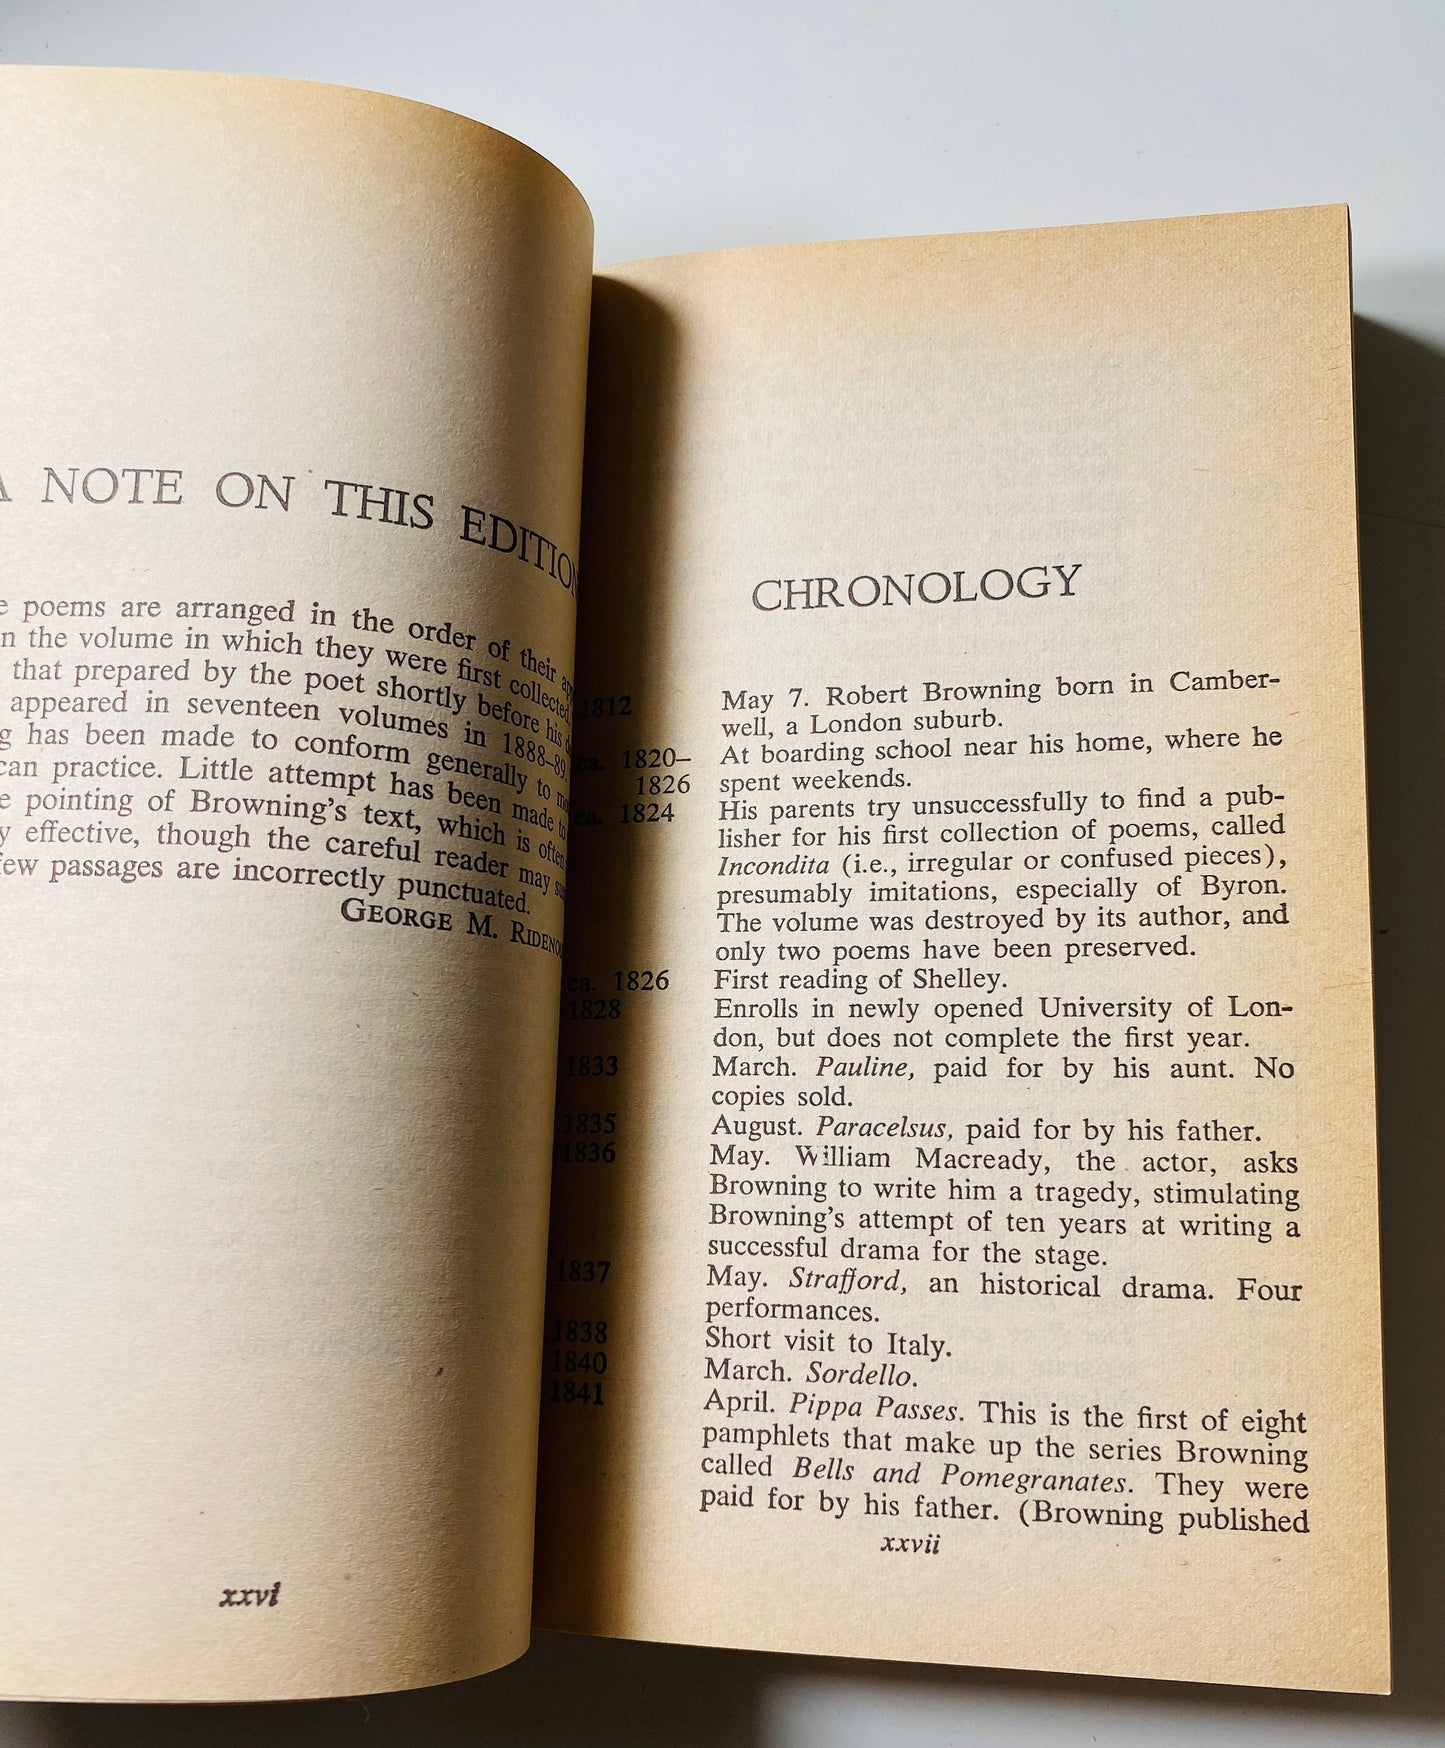 A NOTE ON THIS EDITION
poems are arranged in the order of their
the volume in which they were first collected.
that prepared by the poet shortly before his
appeared in seventeen volumes in 1888–89.
has been made to conform generally to
practice. Little attempt has been made to
pointing of Browning's text, which is often
effective, though the careful reader may
few passages are incorrectly punctuated.
GEORGE M.
xxvi
CHRONOLOGY
1812 May 7. Robert Browning born in Camber-
well, a London suburb.
ca. 1820– At boarding school near his home, where he
1826 spent weekends.
ca. 1824 His parents try unsuccessfully to find a pub-
lisher for his first collection of poems, called
Incondita (i.e., irregular or confused pieces),
presumably imitations, especially of Byron.
The volume was destroyed by its author, and
only two poems have been preserved.
ca. 1826 First reading of Shelley.
1828 Enrolls in newly opened University of Lon-
don, but does not complete the first year.
1833 March. Pauline, paid for by his aunt. No
copies sold.
1835 August. Paracelsus, paid for by his father.
1836 May. William Macready, the actor, asks
Browning to write him a tragedy, stimulating
Browning's attempt of ten years at writing a
successful drama for the stage.
1837 May. Strafford, an historical drama. Four
performances.
1838 Short visit to Italy.
1840 March. Sordello.
1841 April. Pippa Passes. This is the first of eight
pamphlets that make up the series Browning
called Bells and Pomegranates. They were
paid for by his father. (Browning published
xxvii